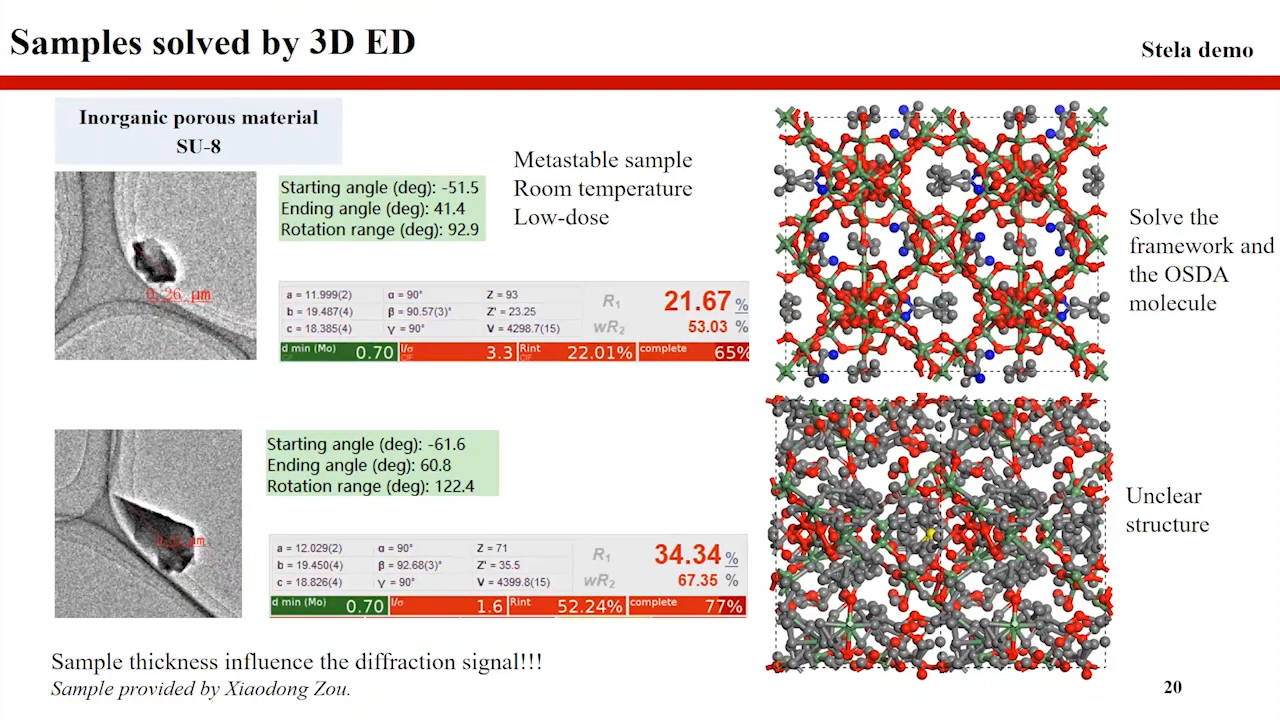 Samples solved by 3D ED
Stela demo
Inorganic porous material
SU-8
0.26 μm
Starting angle (deg): -51.5
Ending angle (deg): 41.4
Rotation range (deg): 92.9
Metastable sample
Room temperature
Low-dose
a = 11.999(2) α = 90° Z = 93
b = 19.487(4) β = 90.57(3)° Z' = 23.25
c = 18.385(4) γ = 90° V = 4298.7(15)
R1 21.67 %
wR2 53.03 %
d min (Mo) 0.70 I/σ 3.3 Rint 22.01% complete 65%
Solve the
framework and
the OSDA
molecule
Starting angle (deg): -61.6
Ending angle (deg): 60.8
Rotation range (deg): 122.4
a = 12.029(2) α = 90° Z = 71
b = 19.450(4) β = 92.68(3)° Z' = 35.5
c = 18.826(4) γ = 90° V = 4399.8(15)
R1 34.34 %
wR2 67.35 %
d min (Mo) 0.70 I/σ 1.6 Rint 52.24% complete 77%
Unclear
structure
Sample thickness influence the diffraction signal!!!
Sample provided by Xiaodong Zou.
20